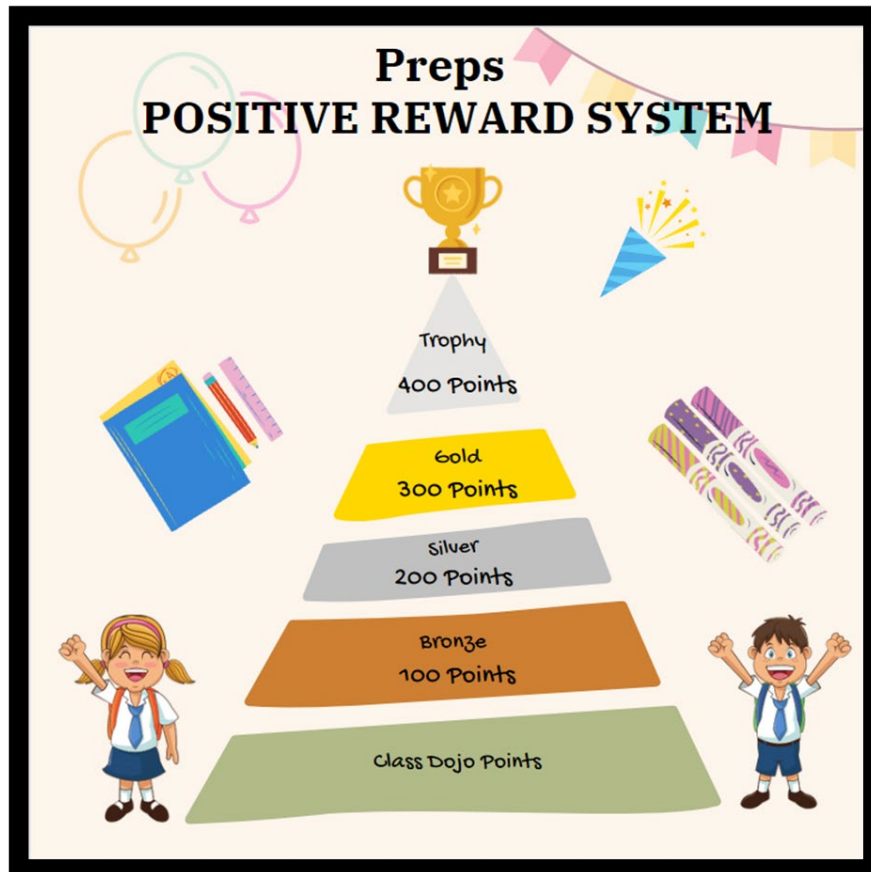 Preps
POSITIVE REWARD SYSTEM
Trophy
400 Points
Gold
300 Points
Silver
200 Points
Bronze
100 Points
Class Dojo Points